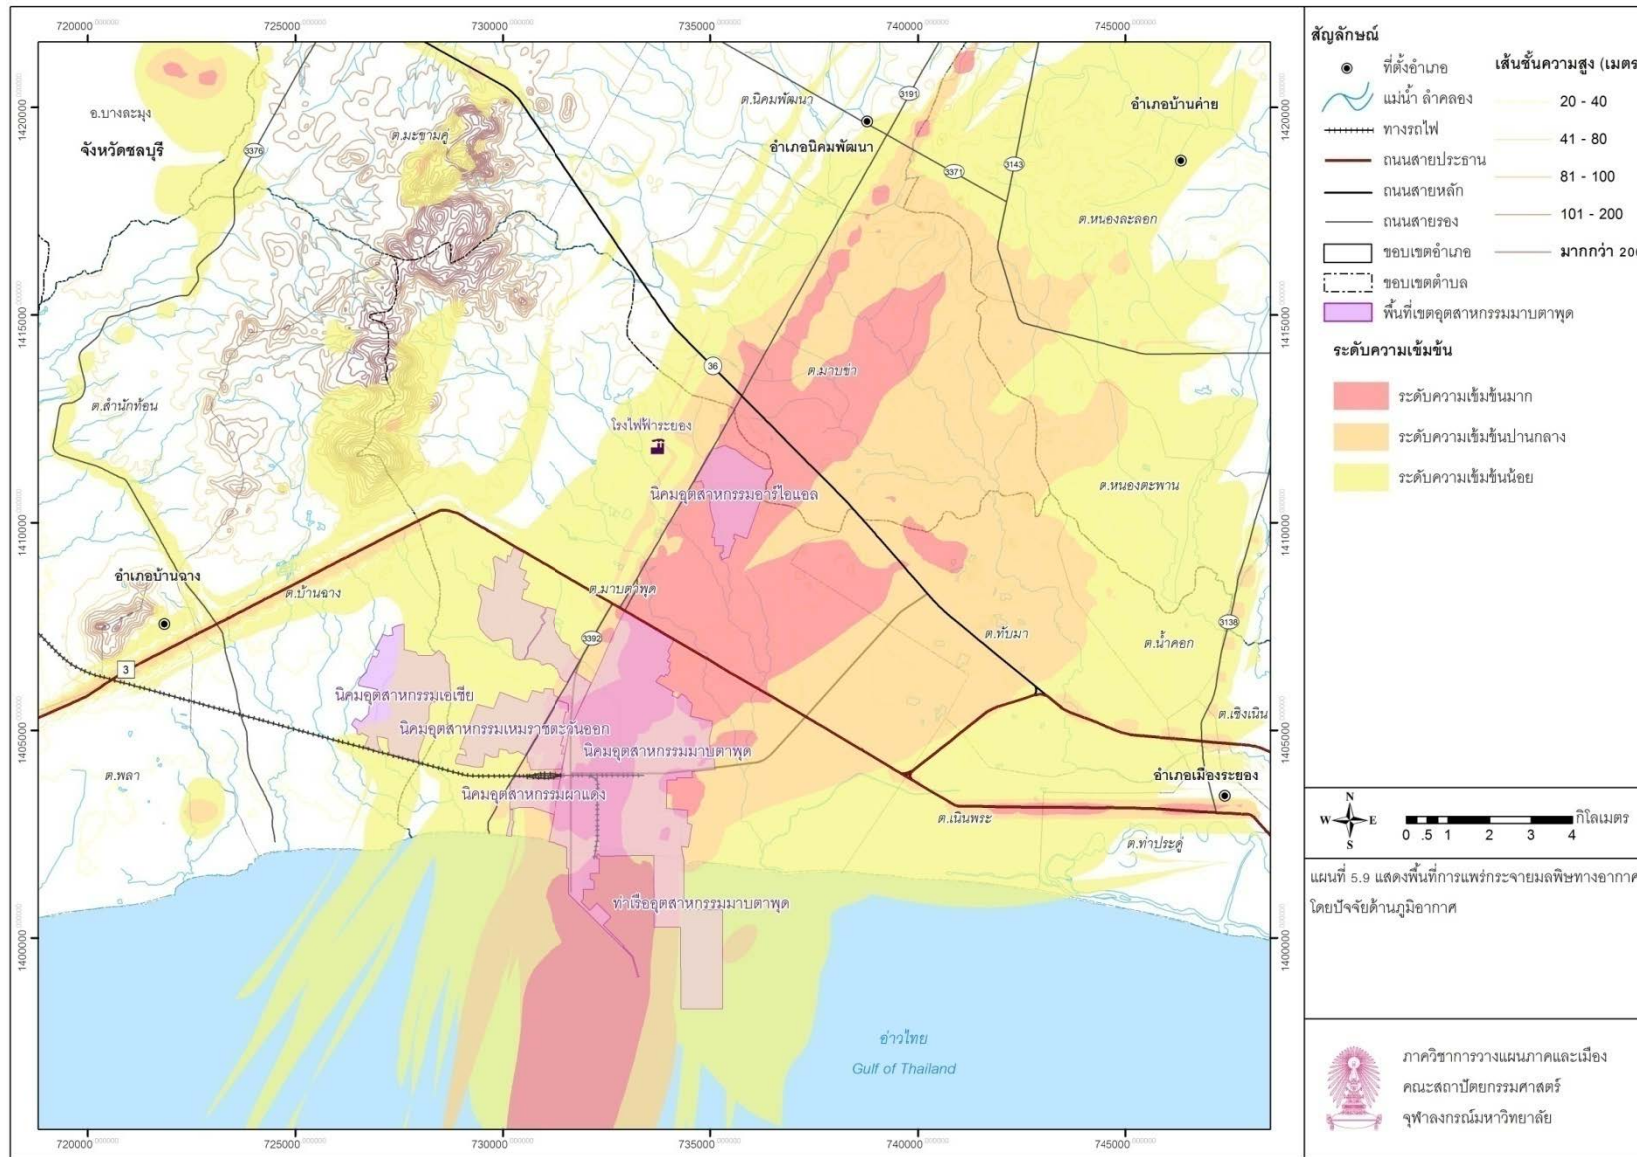 720000
725000
730000
735000
740000
745000
1420000
1415000
1410000
1405000
1400000
1420000
1415000
1410000
1405000
1400000
อ.บางละมุง
จังหวัดชลบุรี
3376
ต.มะขามคู่
ต.นิคมพัฒนา
อำเภอนิคมพัฒนา
3191
3371
3143
อำเภอบ้านค่าย
ต.หนองละลอก
ต.สำนักท้อน
36
ต.มาบข่า
โรงไฟฟ้าระยอง
นิคมอุตสาหกรรมอาร์ไอแอล
ต.หนองตะพาน
อำเภอบ้านฉาง
ต.บ้านฉาง
ต.มาบตาพุด
3392
ต.ทับมา
ต.น้ำคอก
3138
3
นิคมอุตสาหกรรมเอเชีย
นิคมอุตสาหกรรมเหมราชตะวันออก
นิคมอุตสาหกรรมมาบตาพุด
ต.เชิงเนิน
ต.พลา
นิคมอุตสาหกรรมผาแดง
อำเภอเมืองระยอง
ต.เนินพระ
ต.ท่าประดู่
ท่าเรืออุตสาหกรรมมาบตาพุด
อ่าวไทย
Gulf of Thailand
720000
725000
730000
735000
740000
745000
สัญลักษณ์
ที่ตั้งอำเภอ
แม่น้ำ ลำคลอง
ทางรถไฟ
ถนนสายประธาน
ถนนสายหลัก
ถนนสายรอง
ขอบเขตอำเภอ
ขอบเขตตำบล
พื้นที่เขตอุตสาหกรรมมาบตาพุด
เส้นชั้นความสูง (เมตร
20 - 40
41 - 80
81 - 100
101 - 200
มากกว่า 20
ระดับความเข้มข้น
ระดับความเข้มข้นมาก
ระดับความเข้มข้นปานกลาง
ระดับความเข้มข้นน้อย
N
W E
S
0 .5 1 2 3 4 กิโลเมตร
แผนที่ 5.9 แสดงพื้นที่การแพร่กระจายมลพิษทางอากาศ
โดยปัจจัยด้านภูมิอากาศ
ภาควิชาการวางแผนภาคและเมือง
คณะสถาปัตยกรรมศาสตร์
จุฬาลงกรณ์มหาวิทยาลัย